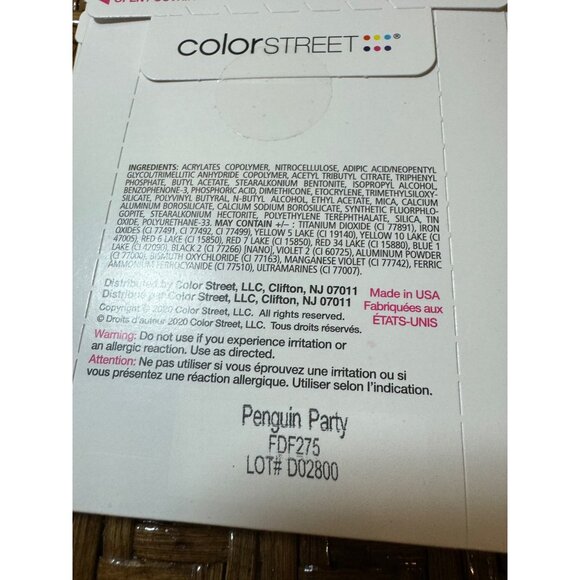 colorSTREET®
INGREDIENTS: ACRYLATES COPOLYMER, NITROCELLULOSE, ADIPIC ACID/NEOPENTYL
GLYCOL/TRIMELLITIC ANHYDRIDE COPOLYMER, ACETYL TRIBUTYL CITRATE, TRIPHENYL
PHOSPHATE, BUTYL ACETATE, STEARALKONIUM BENTONITE, ISOPROPYL ALCOHOL,
BENZOPHENONE-3, PHOSPHORIC ACID, DIMETHICONE, ETOCRYLENE, TRIMETHYLSILOXY-
SILICATE, POLYVINYL BUTYRAL, N-BUTYL ALCOHOL, ETHYL ACETATE, MICA, CALCIUM
ALUMINUM BOROSILICATE, CALCIUM SODIUM BOROSILICATE, SYNTHETIC FLUORPHLO-
GOPITE, STEARALKONIUM HECTORITE, POLYETHYLENE TEREPHTHALATE, SILICA, TIN
OXIDE, POLYURETHANE-33. MAY CONTAIN +/– : TITANIUM DIOXIDE (CI 77891), IRON
OXIDES (CI 77491, CI 77492, CI 77499), YELLOW 5 LAKE (CI 19140), YELLOW 10 LAKE (CI
47005), RED 6 LAKE (CI 15850), RED 7 LAKE (CI 15850), RED 34 LAKE (CI 15880), BLUE 1
LAKE (CI 42090), BLACK 2 (CI 77266) [NANO], VIOLET 2 (CI 60725), ALUMINUM POWDER
(CI 77000), BISMUTH OXYCHLORIDE (CI 77163), MANGANESE VIOLET (CI 77742), FERRIC
AMMONIUM FERROCYANIDE (CI 77510), ULTRAMARINES (CI 77007).
Distributed by Color Street, LLC, Clifton, NJ 07011
Distribué par Color Street, LLC, Clifton, NJ 07011
Made in USA
Fabriquées aux
ÉTATS-UNIS
Copyright © 2020 Color Street, LLC. All rights reserved.
© Droits d'auteur 2020 Color Street, LLC. Tous droits réservés.
Warning: Do not use if you experience irritation or
an allergic reaction. Use as directed.
Attention: Ne pas utiliser si vous éprouvez une irritation ou si
vous présentez une réaction allergique. Utiliser selon l'indication.
Penguin Party
FDF275
LOT# D02800